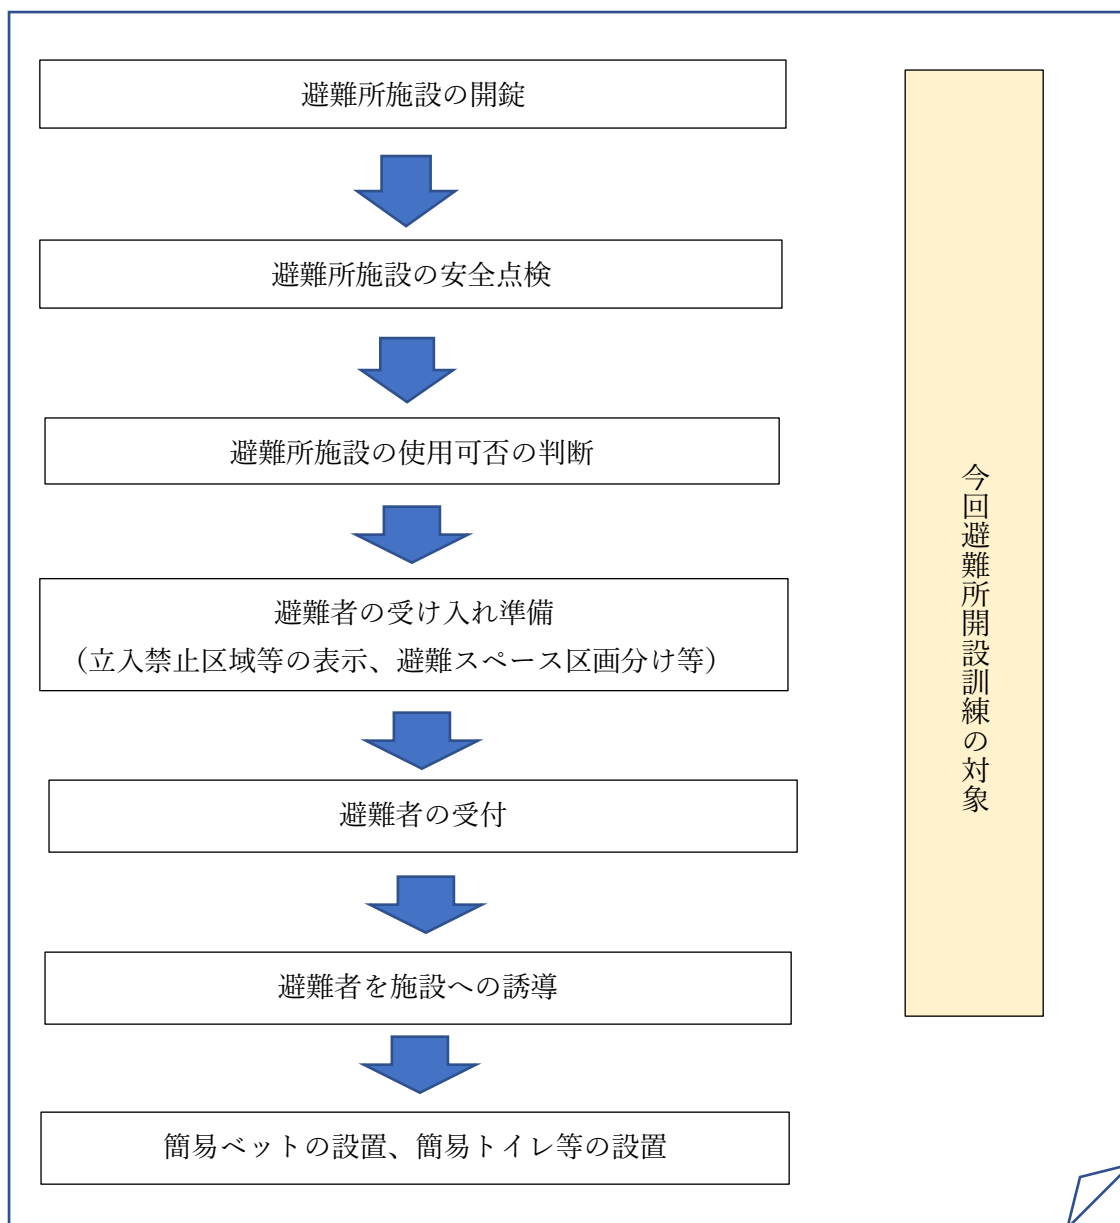 避難所施設の開錠
避難所施設の安全点検
避難所施設の使用可否の判断
避難者の受け入れ準備
（立入禁止区域等の表示、避難スペース区画分け等）
避難者の受付
避難者を施設への誘導
簡易ベットの設置、簡易トイレ等の設置
今回避難所開設訓練の対象